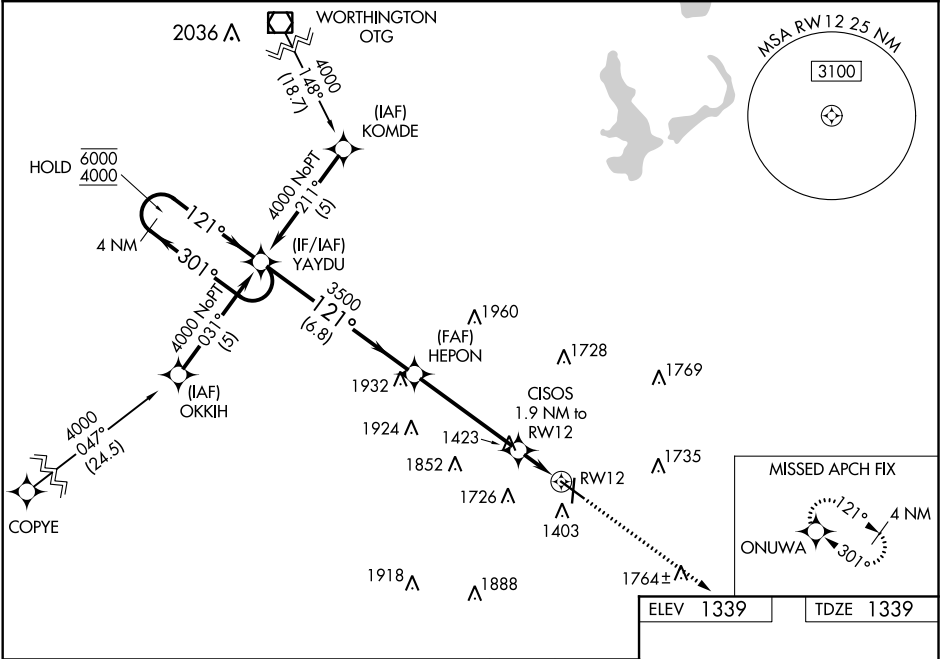 WORTHINGTON
OTG
2036
4000
148°
(18.7)
MSA RW12 25 NM
3100
(IAF)
KOMDE
HOLD
6000
4000
4000 NoPT
211°
(5)
121°
4 NM
301°
(IF/IAF)
YAYDU
3500
121°
(6.8)
4000 NoPT
031°
(5)
1960
(FAF)
HEPON
1728
1769
1932
(IAF)
OKKIH
CISOS
1.9 NM to
RW12
1924
1423
4000
047°
(24.5)
1852
1735
RW12
1726
MISSED APCH FIX
COPYE
1403
121°
4 NM
ONUWA
301°
1918
1888
1764±
ELEV 1339
TDZE 1339